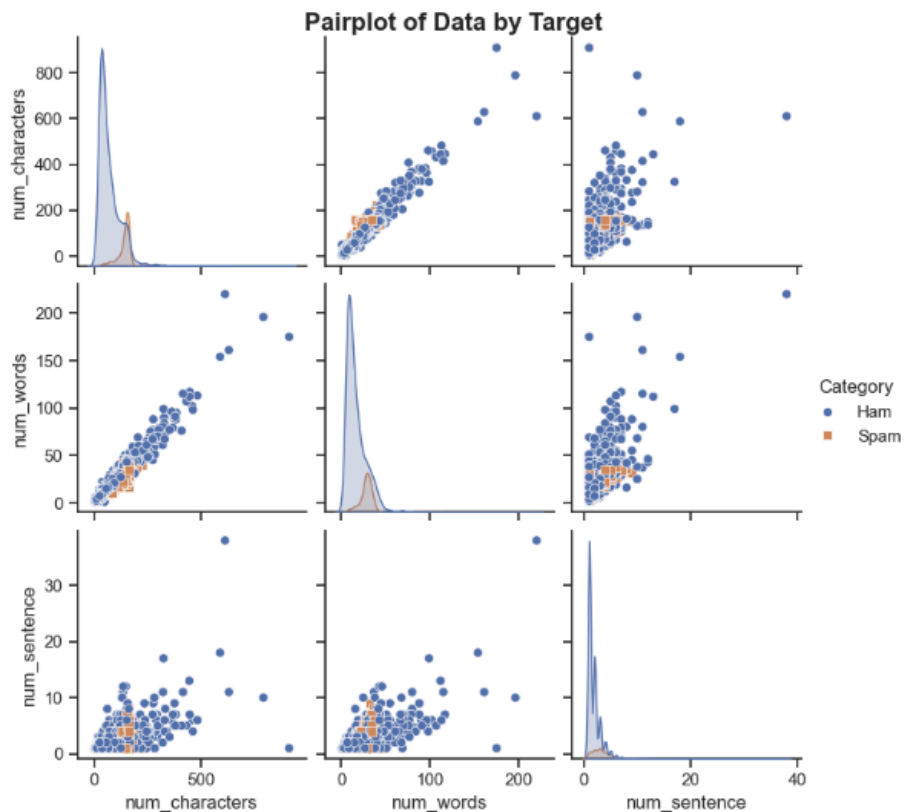 Pairplot of Data by Target
num_characters
800
600
400
200
0
num_words
200
150
100
50
0
Category
Ham
Spam
num_sentence
30
20
10
0
0 500
0 100 200
0 20 40
num_characters num_words num_sentence